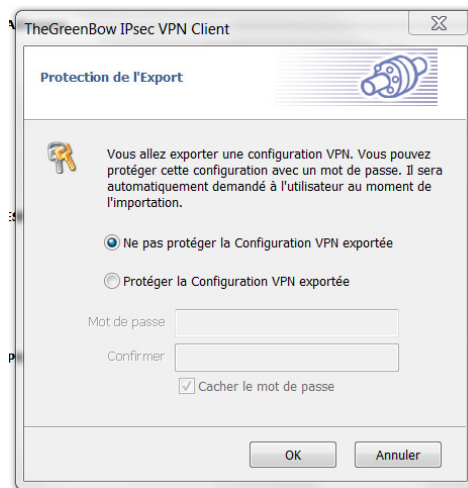 TheGreenBow IPsec VPN Client
Protection de l'Export
Vous allez exporter une configuration VPN. Vous pouvez
protéger cette configuration avec un mot de passe. Il sera
automatiquement demandé à l'utilisateur au moment de
l'importation.
Ne pas protéger la Configuration VPN exportée
Protéger la Configuration VPN exportée
Mot de passe
Confirmer
Cacher le mot de passe
OK Annuler